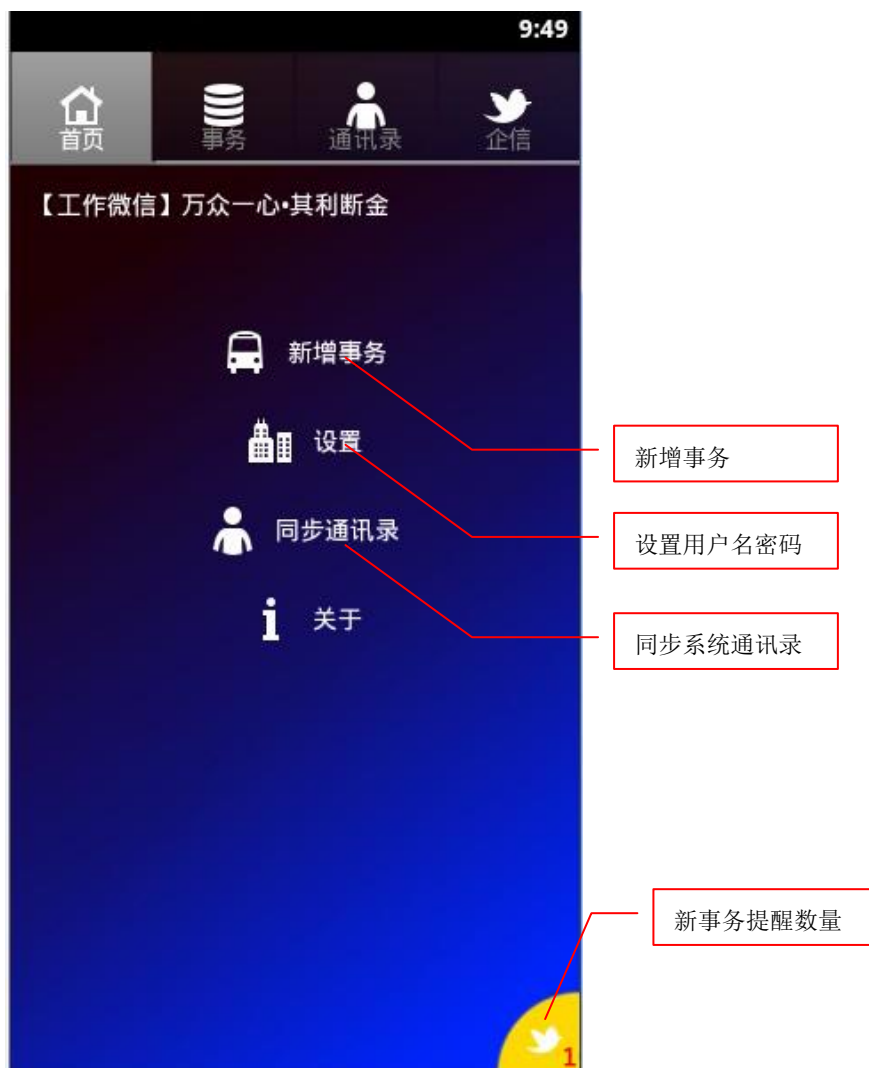 9:49
首页
事务
通讯录
企信
【工作微信】万众一心•其利断金
新增事务
设置
同步通讯录
关于
新增事务
设置用户名密码
同步系统通讯录
新事务提醒数量
1